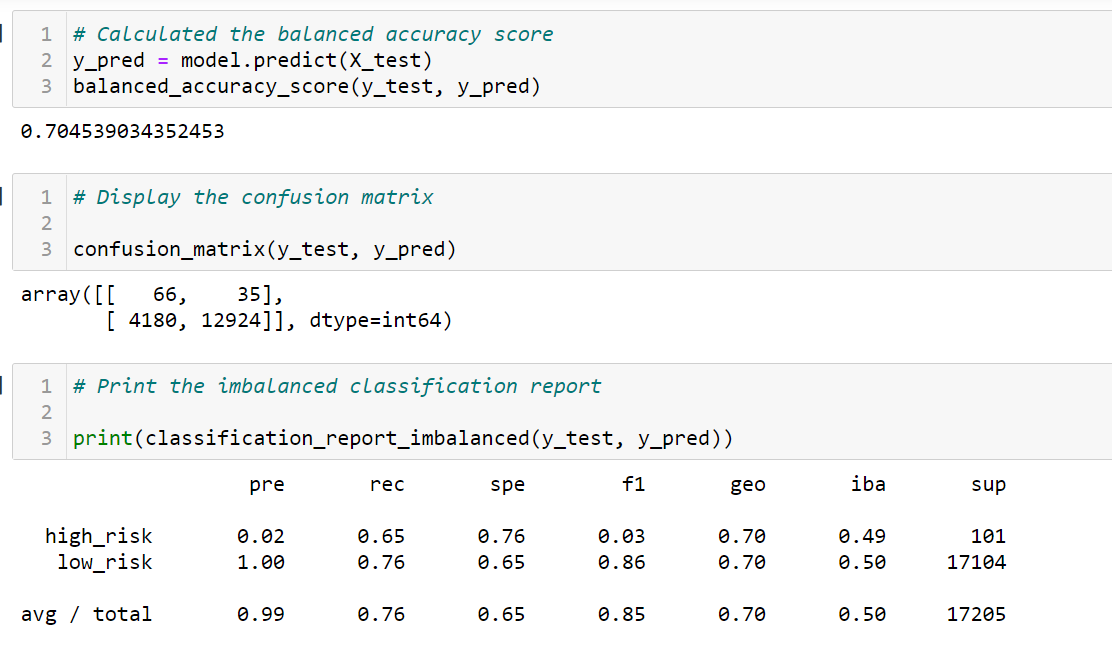 1 # Calculated the balanced accuracy score
2 y_pred = model.predict(X_test)
3 balanced_accuracy_score(y_test, y_pred)
0.704539034352453
1 # Display the confusion matrix
2
3 confusion_matrix(y_test, y_pred)
array([[   66,    35],
       [ 4180, 12924]], dtype=int64)
1 # Print the imbalanced classification report
2
3 print(classification_report_imbalanced(y_test, y_pred))
                   pre       rec       spe        f1       geo       iba       sup
  high_risk       0.02      0.65      0.76      0.03      0.70      0.49       101
   low_risk       1.00      0.76      0.65      0.86      0.70      0.50     17104
avg / total       0.99      0.76      0.65      0.85      0.70      0.50     17205